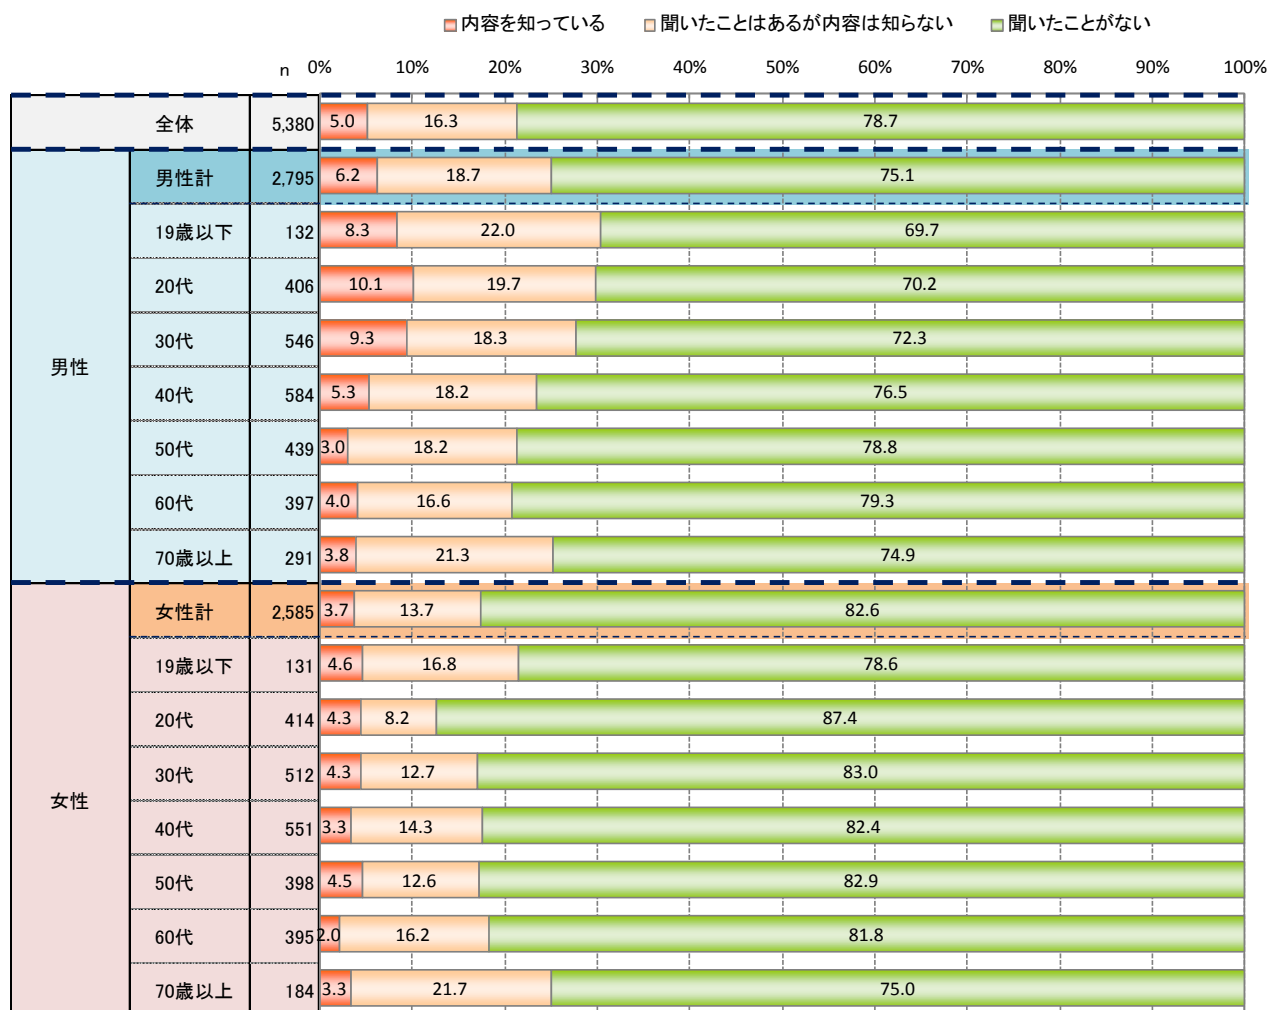 内容を知っている 聞いたことはあるが内容は知らない 聞いたことがない
n 0% 10% 20% 30% 40% 50% 60% 70% 80% 90% 100%
全体 5,380 5.0 16.3 78.7
男性
男性計 2,795 6.2 18.7 75.1
19歳以下 132 8.3 22.0 69.7
20代 406 10.1 19.7 70.2
30代 546 9.3 18.3 72.3
40代 584 5.3 18.2 76.5
50代 439 3.0 18.2 78.8
60代 397 4.0 16.6 79.3
70歳以上 291 3.8 21.3 74.9
女性
女性計 2,585 3.7 13.7 82.6
19歳以下 131 4.6 16.8 78.6
20代 414 4.3 8.2 87.4
30代 512 4.3 12.7 83.0
40代 551 3.3 14.3 82.4
50代 398 4.5 12.6 82.9
60代 395 2.0 16.2 81.8
70歳以上 184 3.3 21.7 75.0